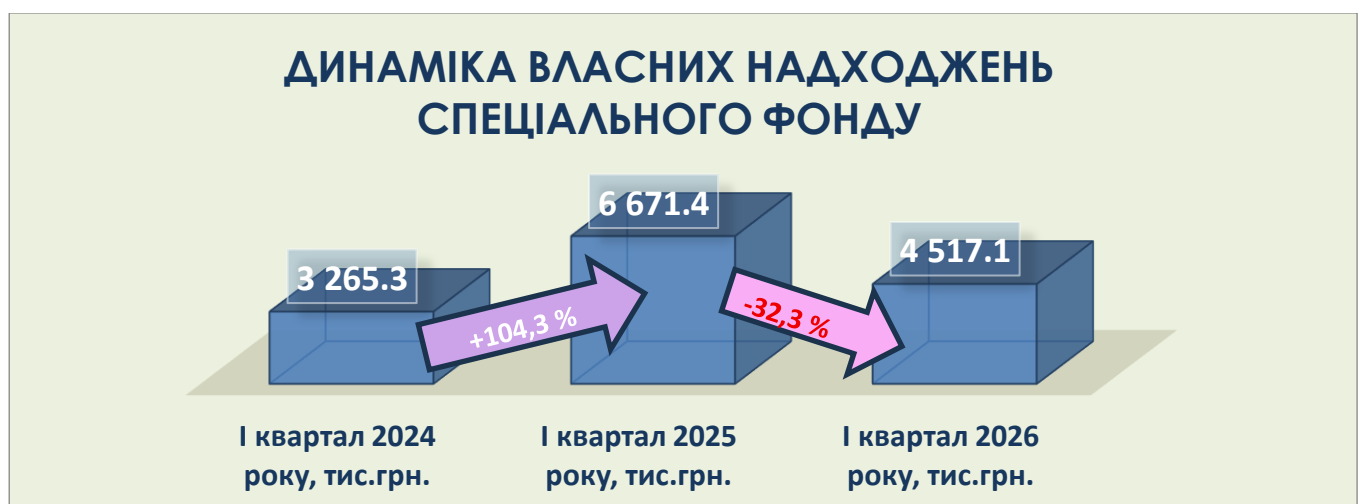 ДИНАМІКА ВЛАСНИХ НАДХОДЖЕНЬ
СПЕЦІАЛЬНОГО ФОНДУ
3 265.3
6 671.4
4 517.1
+104,3 %
-32,3 %
І квартал 2024
року, тис.грн.
І квартал 2025
року, тис.грн.
І квартал 2026
року, тис.грн.